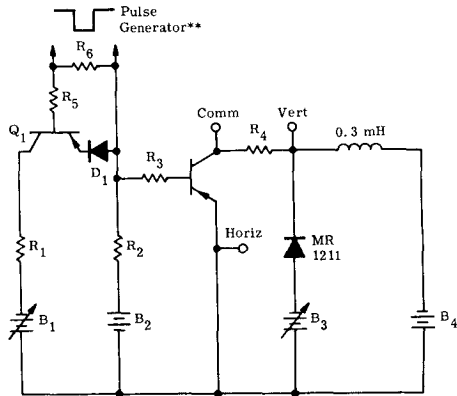 Pulse
Generator**
R6
R5
Q1
D1
Comm
Vert
R4
0.3 mH
R3
Horiz
R1
R2
MR
1211
B1
B2
B3
B4